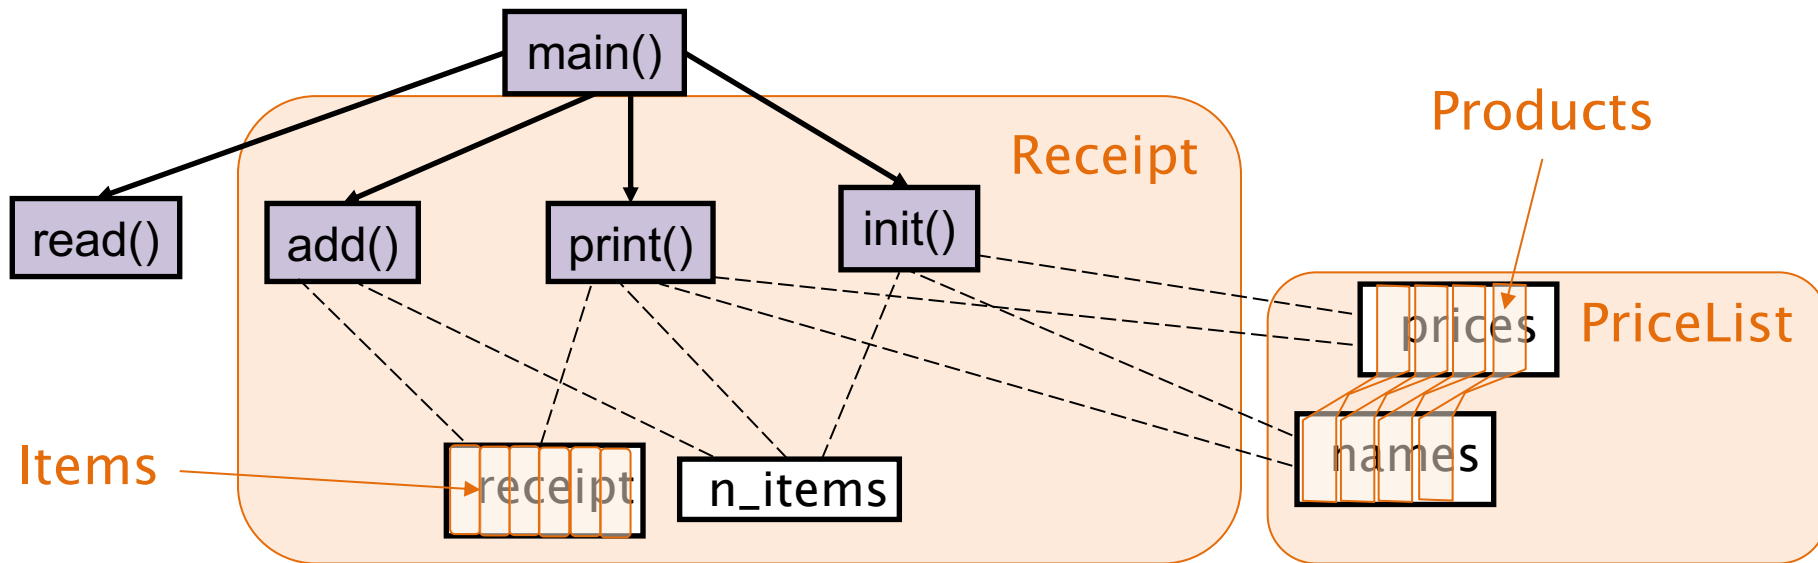 main()
Products
Receipt
read()
add()
print()
init()
prices
PriceList
names
Items
receipt
n_items